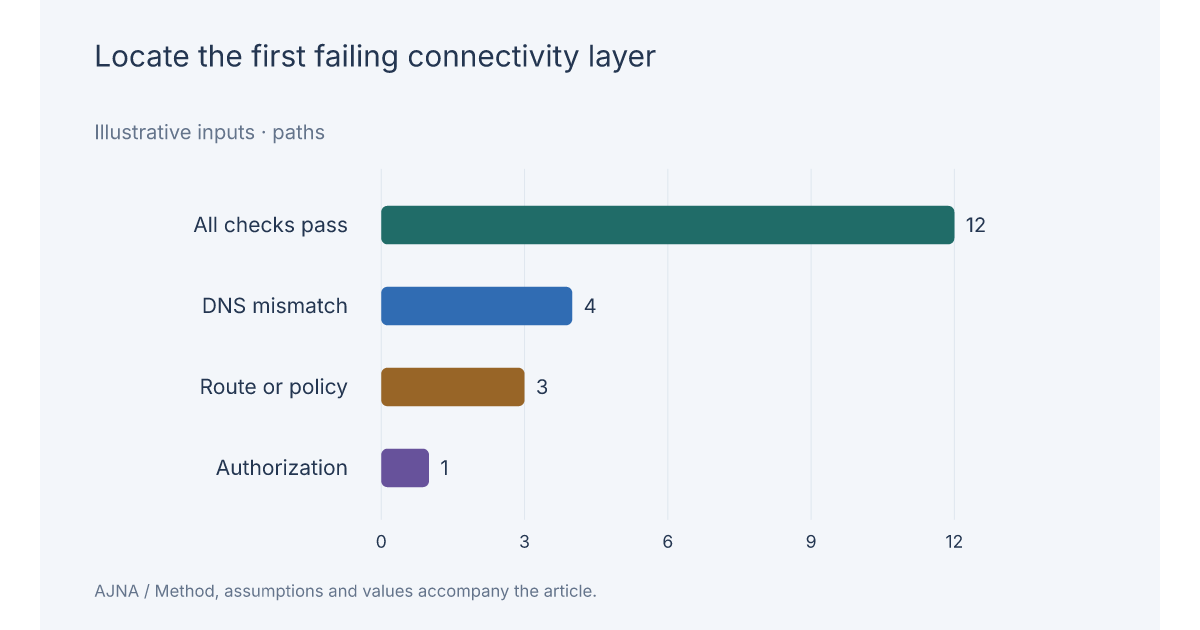 Locate the first failing connectivity layer
Illustrative inputs · paths
All checks pass 12
DNS mismatch 4
Route or policy 3
Authorization 1
0 3 6 9 12
AJNA / Method, assumptions and values accompany the article.